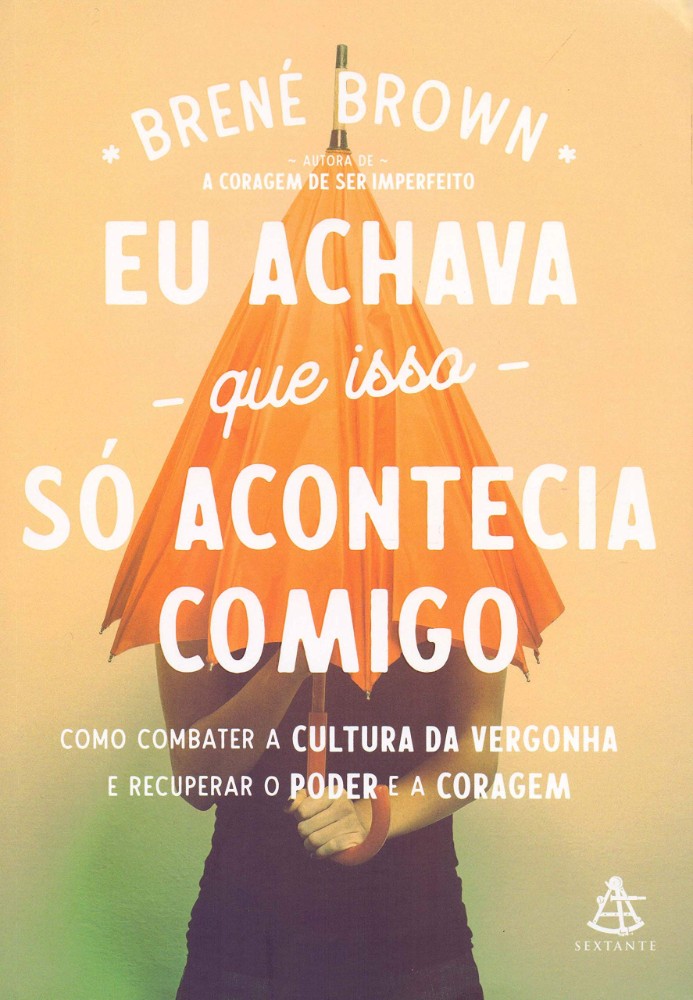 * BRENÉ BROWN *
~ AUTORA DE ~
A CORAGEM DE SER IMPERFEITO
EU ACHAVA
– que isso –
SÓ ACONTECIA
COMIGO
COMO COMBATER A CULTURA DA VERGONHA
E RECUPERAR O PODER E A CORAGEM
SEXTANTE